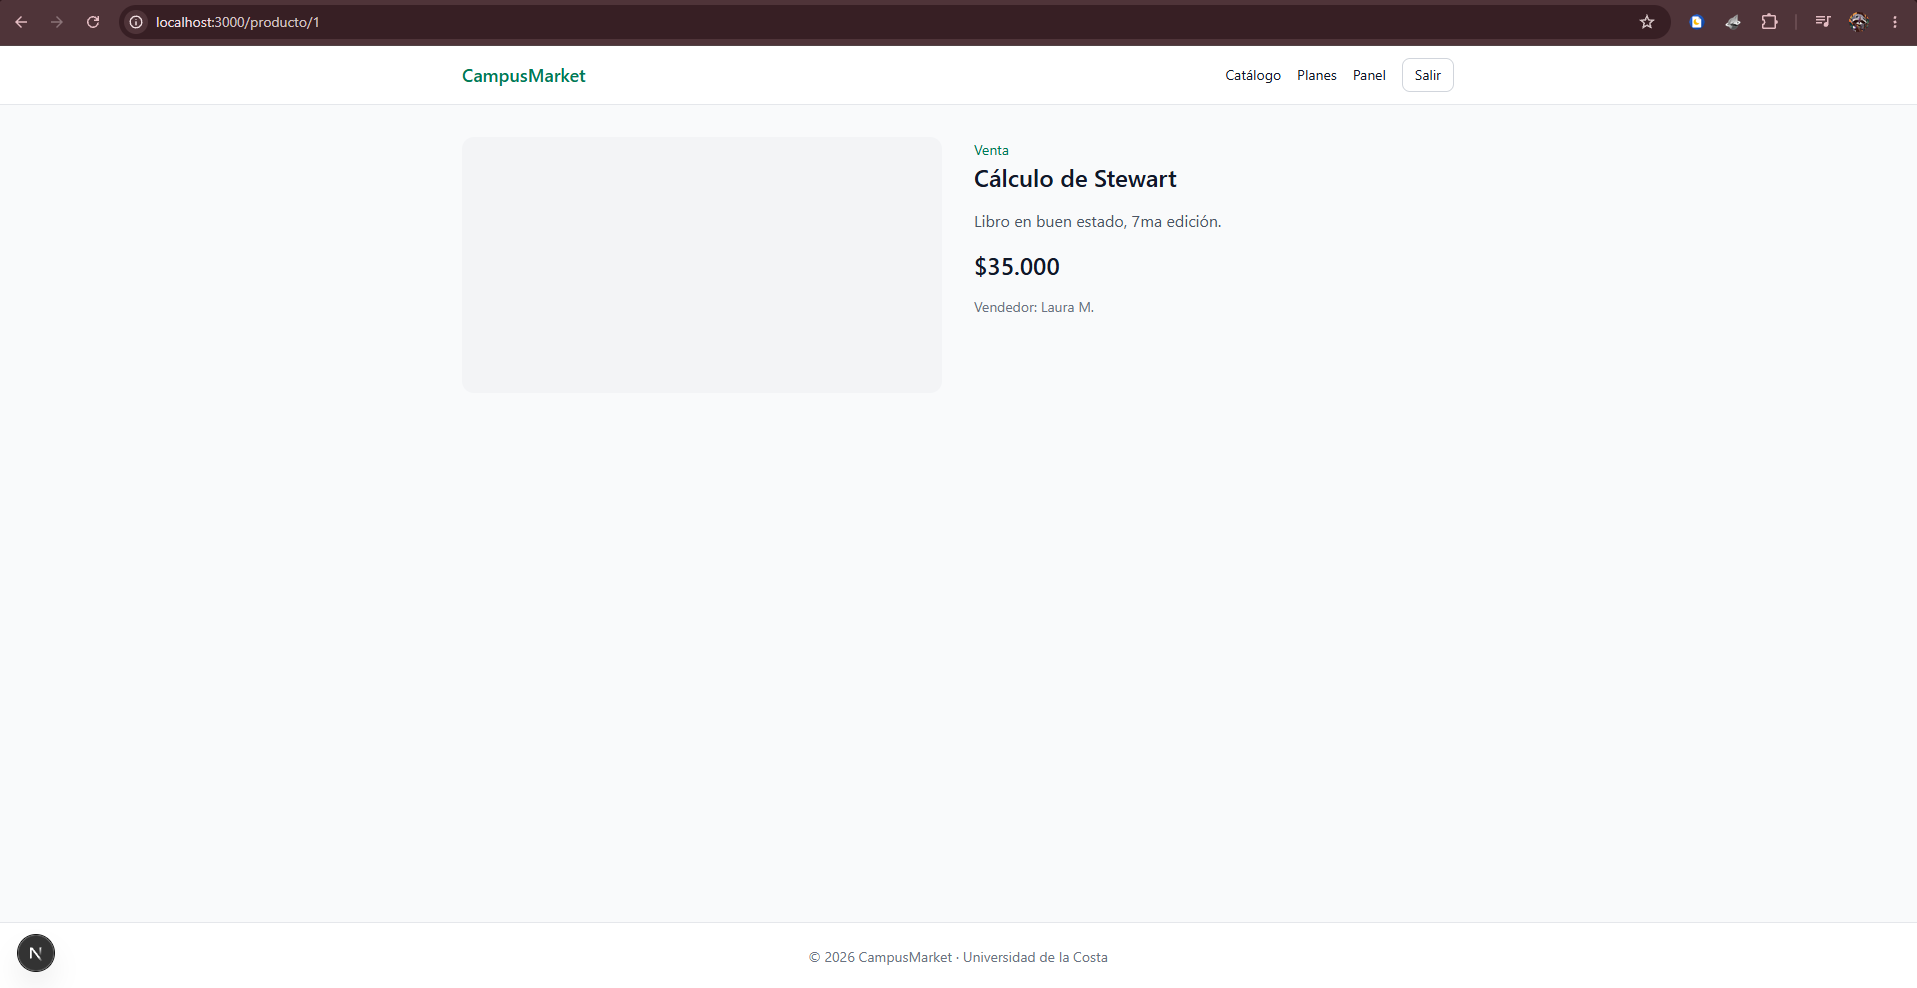 localhost:3000/producto/1
CampusMarket
Catálogo Planes Panel Salir
Venta
Cálculo de Stewart
Libro en buen estado, 7ma edición.
$35.000
Vendedor: Laura M.
N
© 2026 CampusMarket · Universidad de la Costa